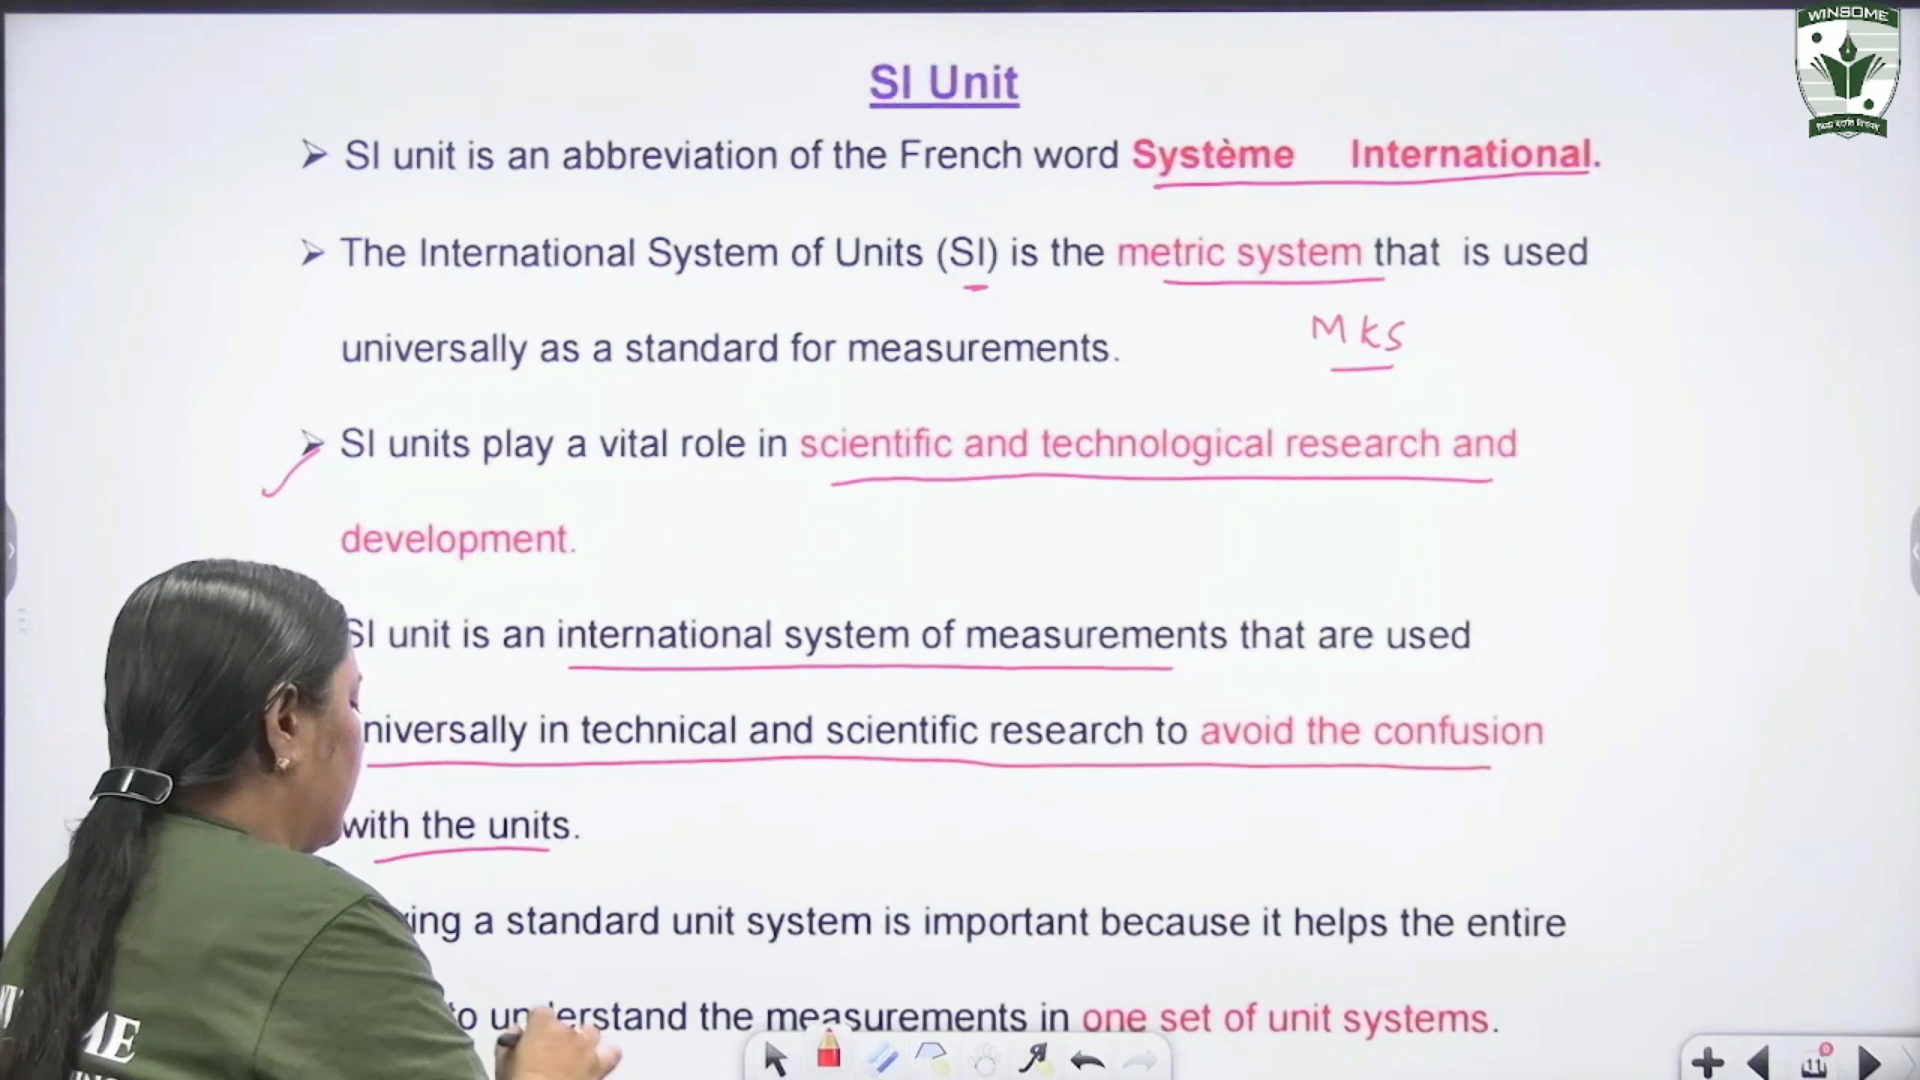 WINSOME
SI Unit
SI unit is an abbreviation of the French word Système International.
The International System of Units (SI) is the metric system that is used
MKS
universally as a standard for measurements.
SI units play a vital role in scientific and technological research and
development.
SI unit is an international system of measurements that are used
niversally in technical and scientific research to avoid the confusion
with the units.
ing a standard unit system is important because it helps the entire
to understand the measurements in one set of unit systems.
ME
11